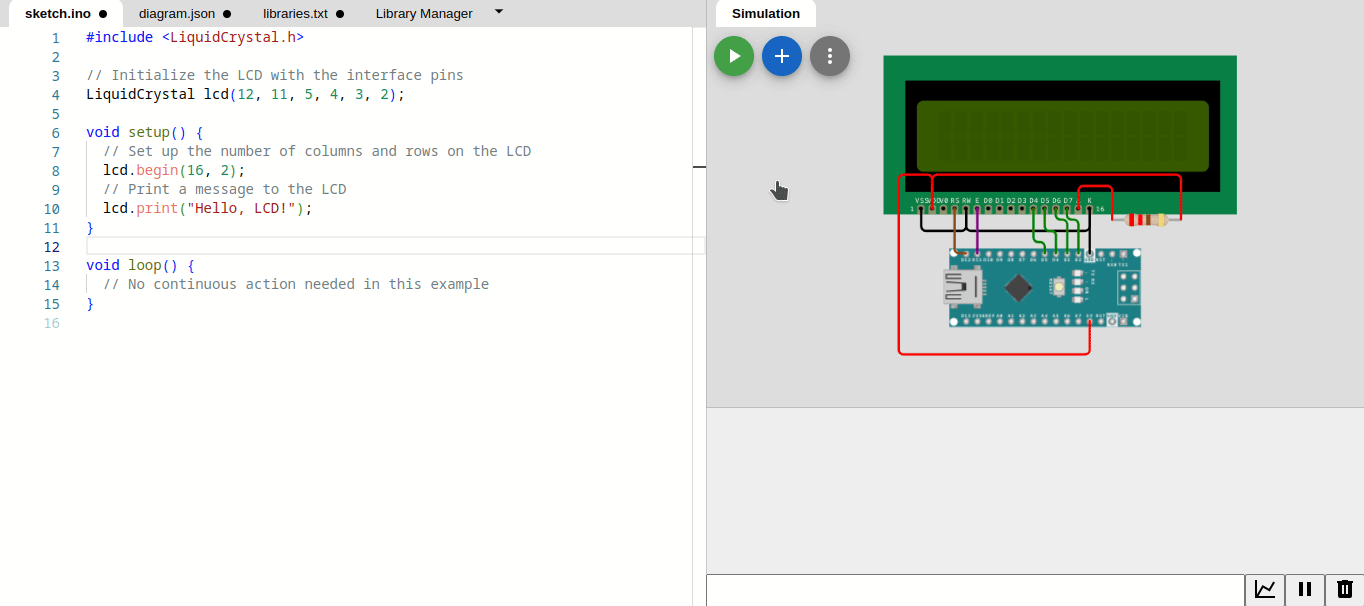 sketch.ino
diagram.json
libraries.txt
Library Manager
Simulation
1 #include <LiquidCrystal.h>
2
3 // Initialize the LCD with the interface pins
4 LiquidCrystal lcd(12, 11, 5, 4, 3, 2);
5
6 void setup() {
7 // Set up the number of columns and rows on the LCD
8 lcd.begin(16, 2);
9 // Print a message to the LCD
10 lcd.print("Hello, LCD!");
11 }
12
13 void loop() {
14 // No continuous action needed in this example
15 }
16
VSS V0 RS RW E D0 D1 D2 D3 D4 D5 D6 D7 K
1 16